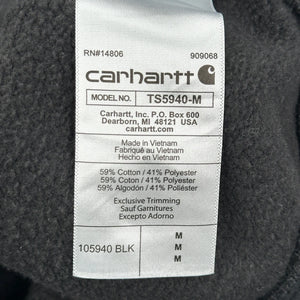 RN#14806 909068
carhartt
MODEL NO. TS5940-M
Carhartt, Inc. P.O. Box 600
Dearborn, MI 48121 USA
carhartt.com
Made in Vietnam
Fabriqué au Vietnam
Hecho en Vietnam
59% Cotton / 41% Polyester
59% Coton / 41% Polyester
59% Algodón / 41% Poliéster
Exclusive Trimming
Sauf Garnitures
Excepto Adorno
105940 BLK M
M
M